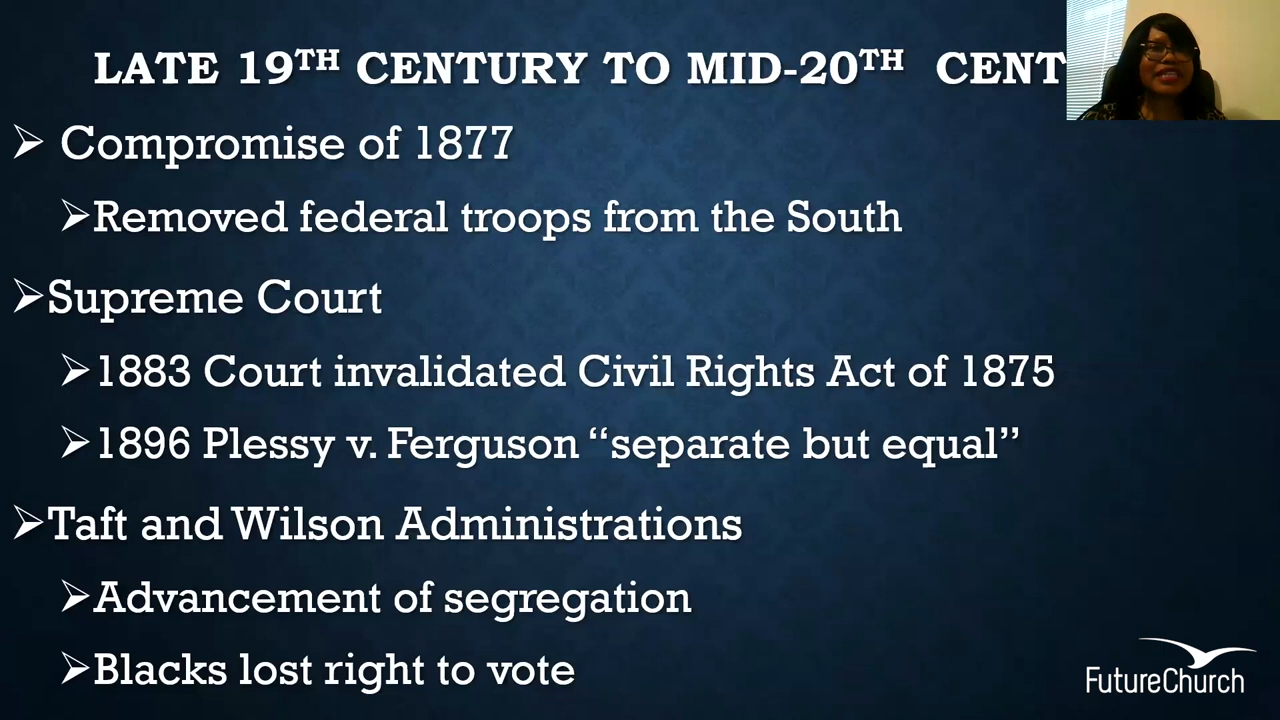 LATE 19TH CENTURY TO MID-20TH CENT
➢ Compromise of 1877
➢Removed federal troops from the South
➢Supreme Court
➢1883 Court invalidated Civil Rights Act of 1875
➢1896 Plessy v. Ferguson “separate but equal”
➢Taft and Wilson Administrations
➢Advancement of segregation
➢Blacks lost right to vote
FutureChurch